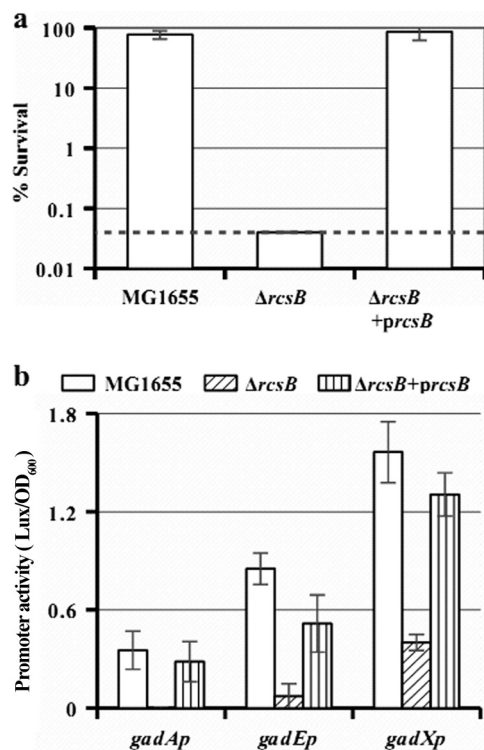 a
100
10
1
0.1
0.01
% Survival
MG1655
ΔrcsB
ΔrcsB
+prcsB
b
MG1655
ΔrcsB
ΔrcsB+prcsB
1.8
1.2
0.6
0
Promoter activity ( Lux/OD600)
gadAp
gadEp
gadXp